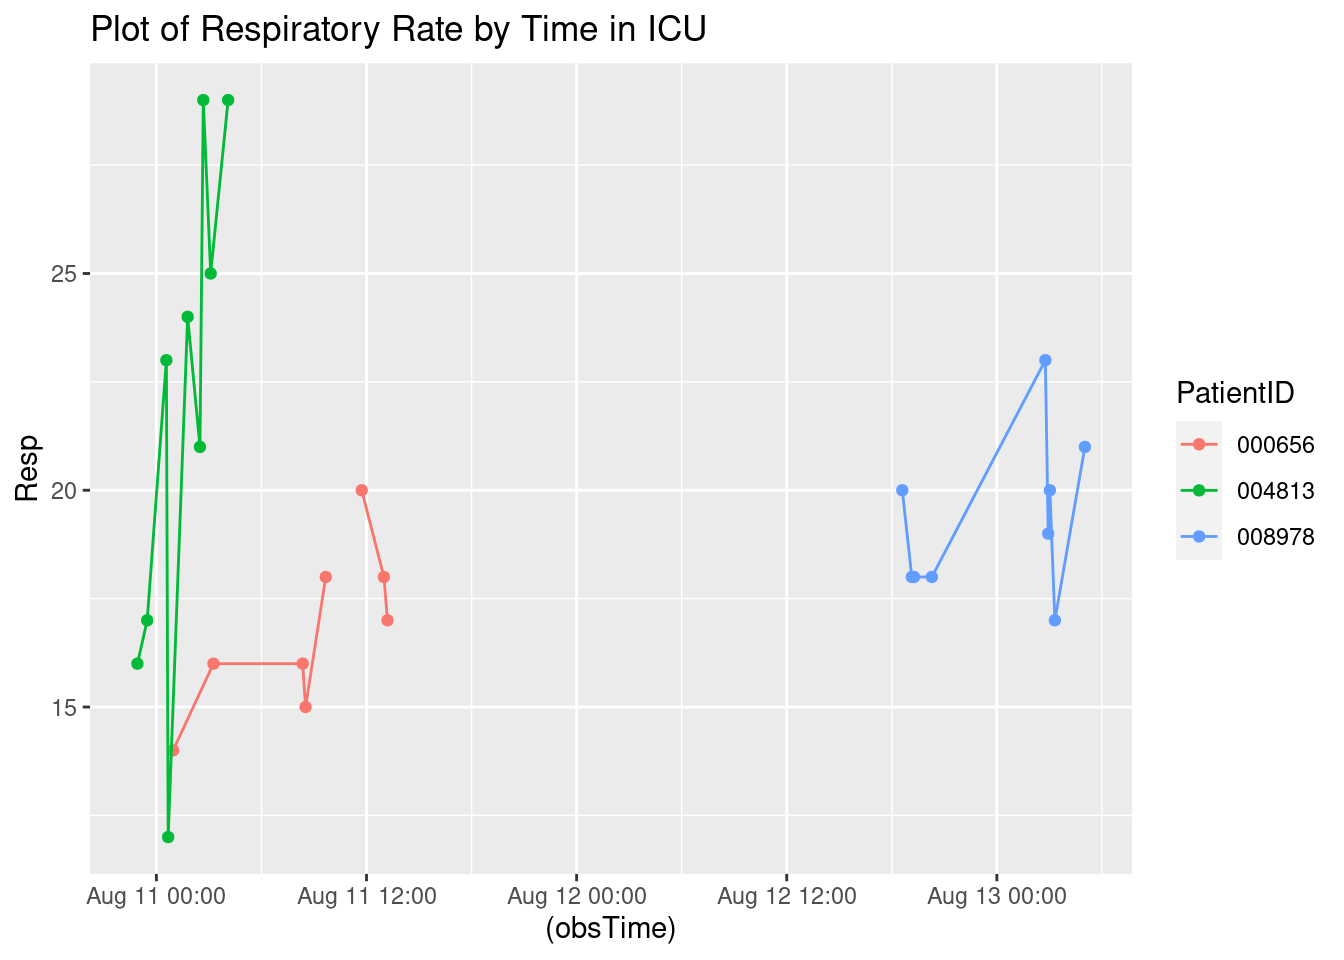 Plot of Respiratory Rate by Time in ICU
Resp
25
20
15
Aug 11 00:00
Aug 11 12:00
Aug 12 00:00
Aug 12 12:00
Aug 13 00:00
(obsTime)
PatientID
000656
004813
008978